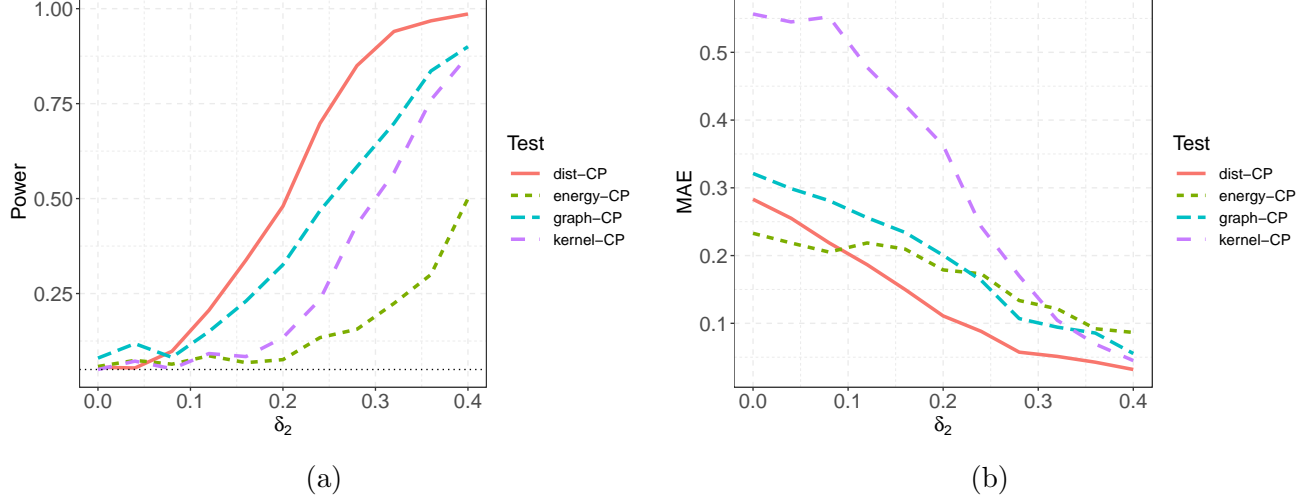 1.00
0.75
0.50
0.25
Power
0.0 0.1 0.2 0.3 0.4
δ2
Test
dist−CP
energy−CP
graph−CP
kernel−CP
(a)
0.5
0.4
0.3
0.2
0.1
MAE
0.0 0.1 0.2 0.3 0.4
δ2
Test
dist−CP
energy−CP
graph−CP
kernel−CP
(b)